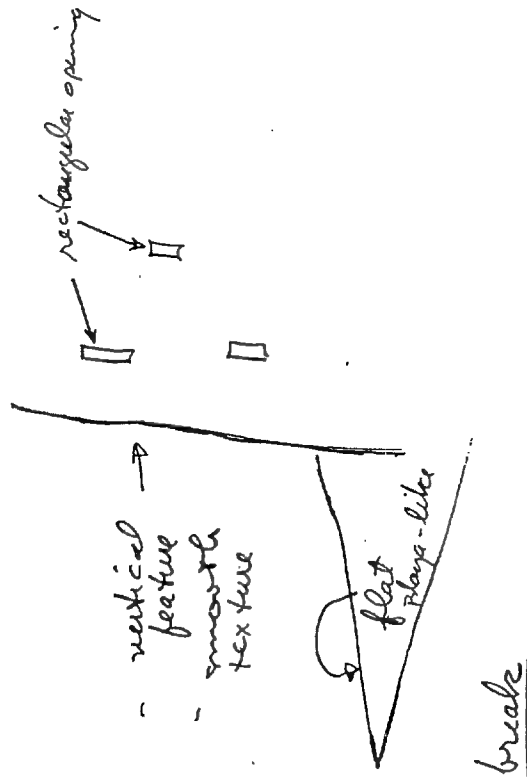 rectangular opening
- vertical
feature
- smooth
texture
flat
playa-like
break